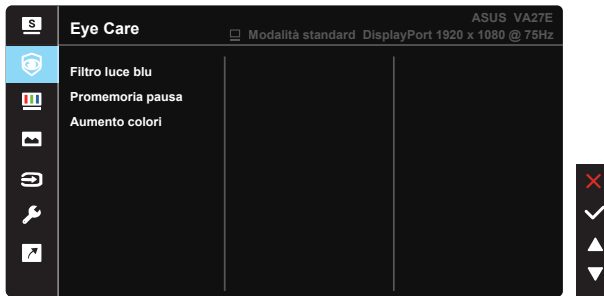 S
Eye Care
ASUS VA27E
Modalità standard DisplayPort 1920 x 1080 @ 75Hz
Filtro luce blu
Promemoria pausa
Aumento colori